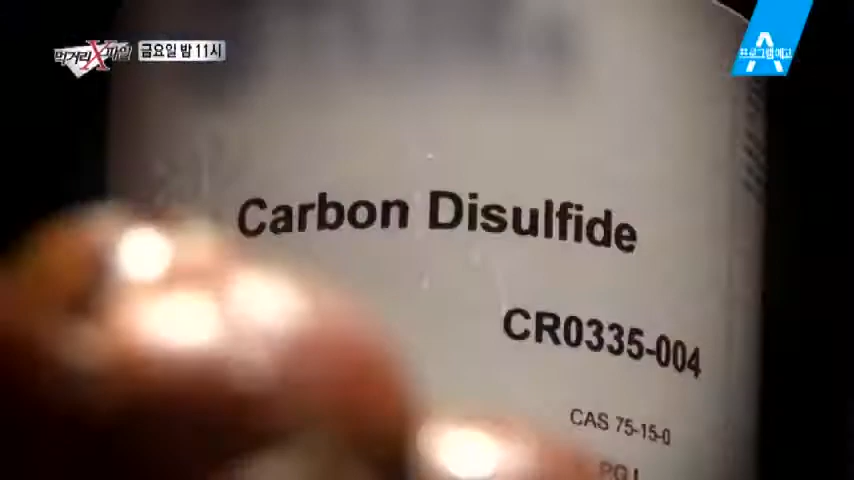 먹거리X파일 금요일 밤 11시
프로그램예고
Carbon Disulfide
CR0335-004
CAS 75-15-0
PG I